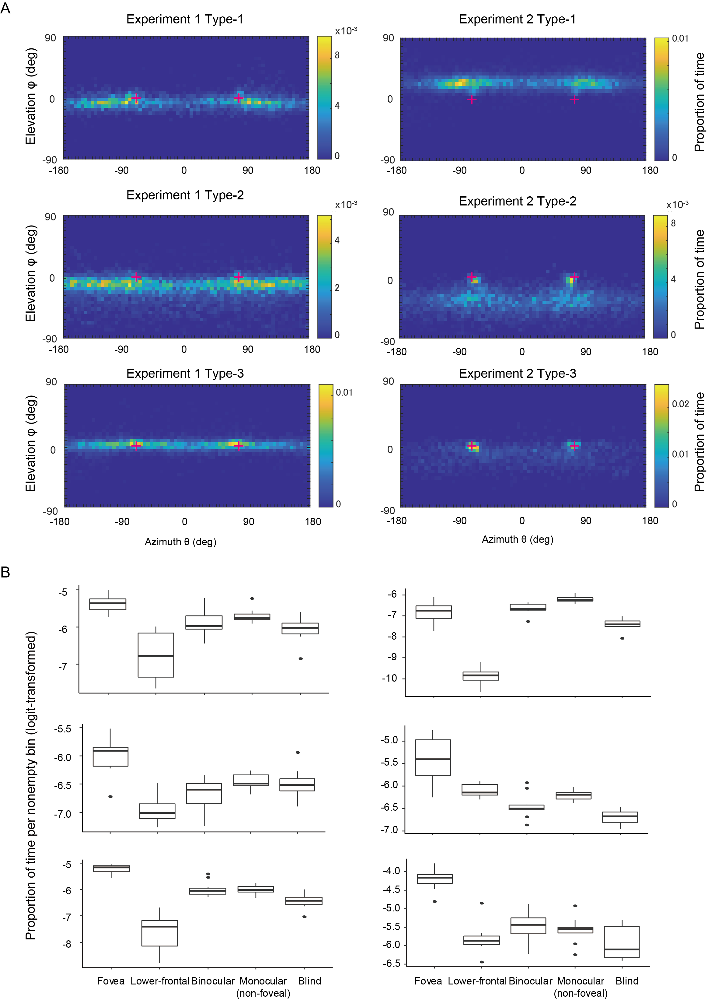 A
Experiment 1 Type-1
Experiment 2 Type-1
x10-3
90
0
-90
Elevation φ (deg)
8
4
0
-180 -90 0 90 180
90
0
-90
0.01
0
Proportion of time
-180 -90 0 90 180
Experiment 1 Type-2
Experiment 2 Type-2
x10-3
90
0
-90
Elevation φ (deg)
4
2
0
-180 -90 0 90 180
x10-3
90
0
-90
8
4
0
Proportion of time
-180 -90 0 90 180
Experiment 1 Type-3
Experiment 2 Type-3
90
0
-90
Elevation φ (deg)
0.01
0
-180 -90 0 90 180
Azimuth θ (deg)
90
0
-90
0.02
0.01
0
Proportion of time
-180 -90 0 90 180
Azimuth θ (deg)
B
Proportion of time per nonempty bin (logit-transformed)
-5
-6
-7
-6
-7
-8
-9
-10
-5.5
-6.0
-6.5
-7.0
-5.0
-5.5
-6.0
-6.5
-7.0
-5
-6
-7
-8
-4.0
-4.5
-5.0
-5.5
-6.0
-6.5
Fovea Lower-frontal Binocular Monocular Blind
(non-foveal)
Fovea Lower-frontal Binocular Monocular Blind
(non-foveal)